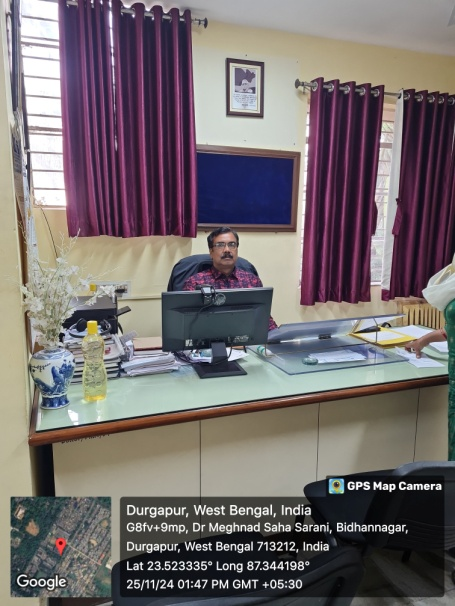 GPS Map Camera
Durgapur, West Bengal, India
G8fv+9mp, Dr Meghnad Saha Sarani, Bidhannagar,
Durgapur, West Bengal 713212, India
Lat 23.523335° Long 87.344198°
25/11/24 01:47 PM GMT +05:30
Google